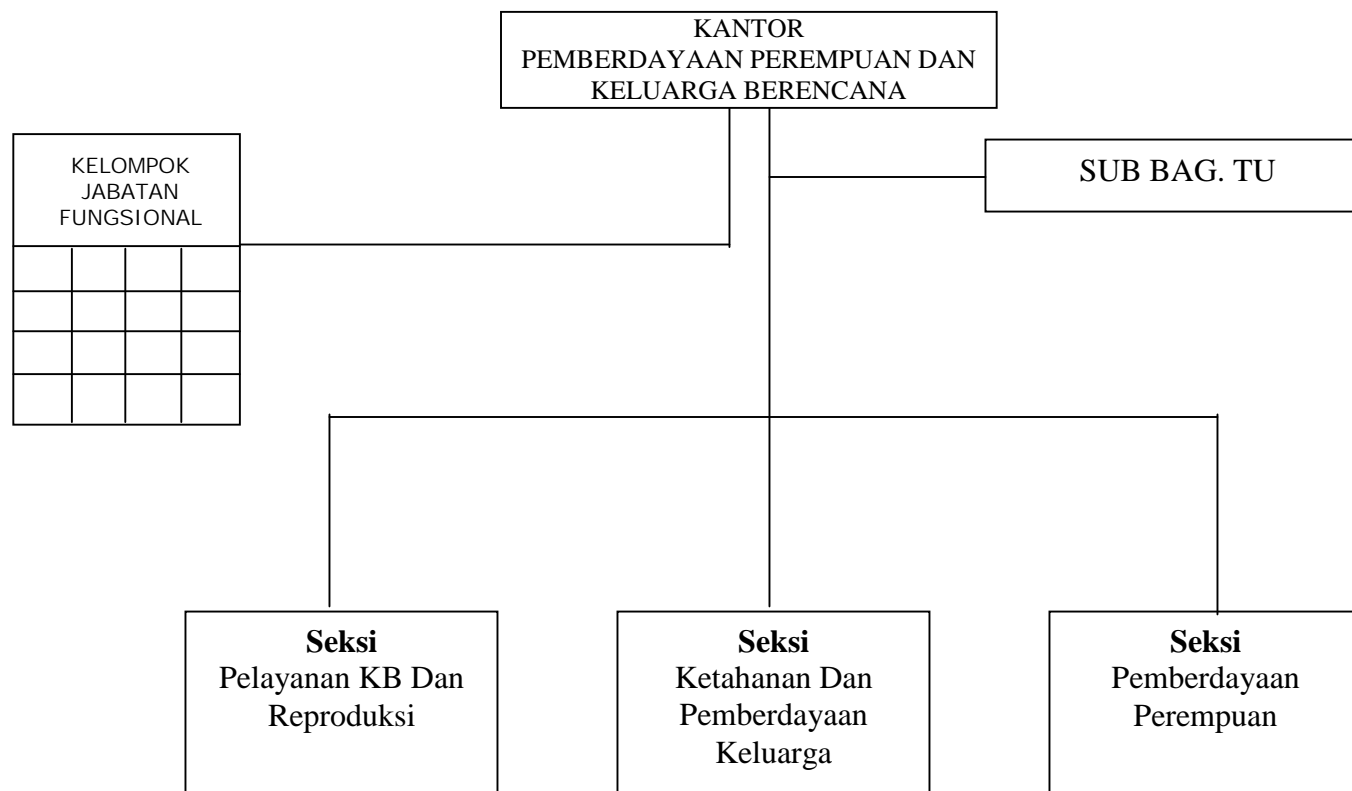 KANTOR
PEMBERDAYAAN PEREMPUAN DAN
KELUARGA BERENCANA
KELOMPOK
JABATAN
FUNGSIONAL
SUB BAG. TU
Seksi
Pelayanan KB Dan
Reproduksi
Seksi
Ketahanan Dan
Pemberdayaan
Keluarga
Seksi
Pemberdayaan
Perempuan